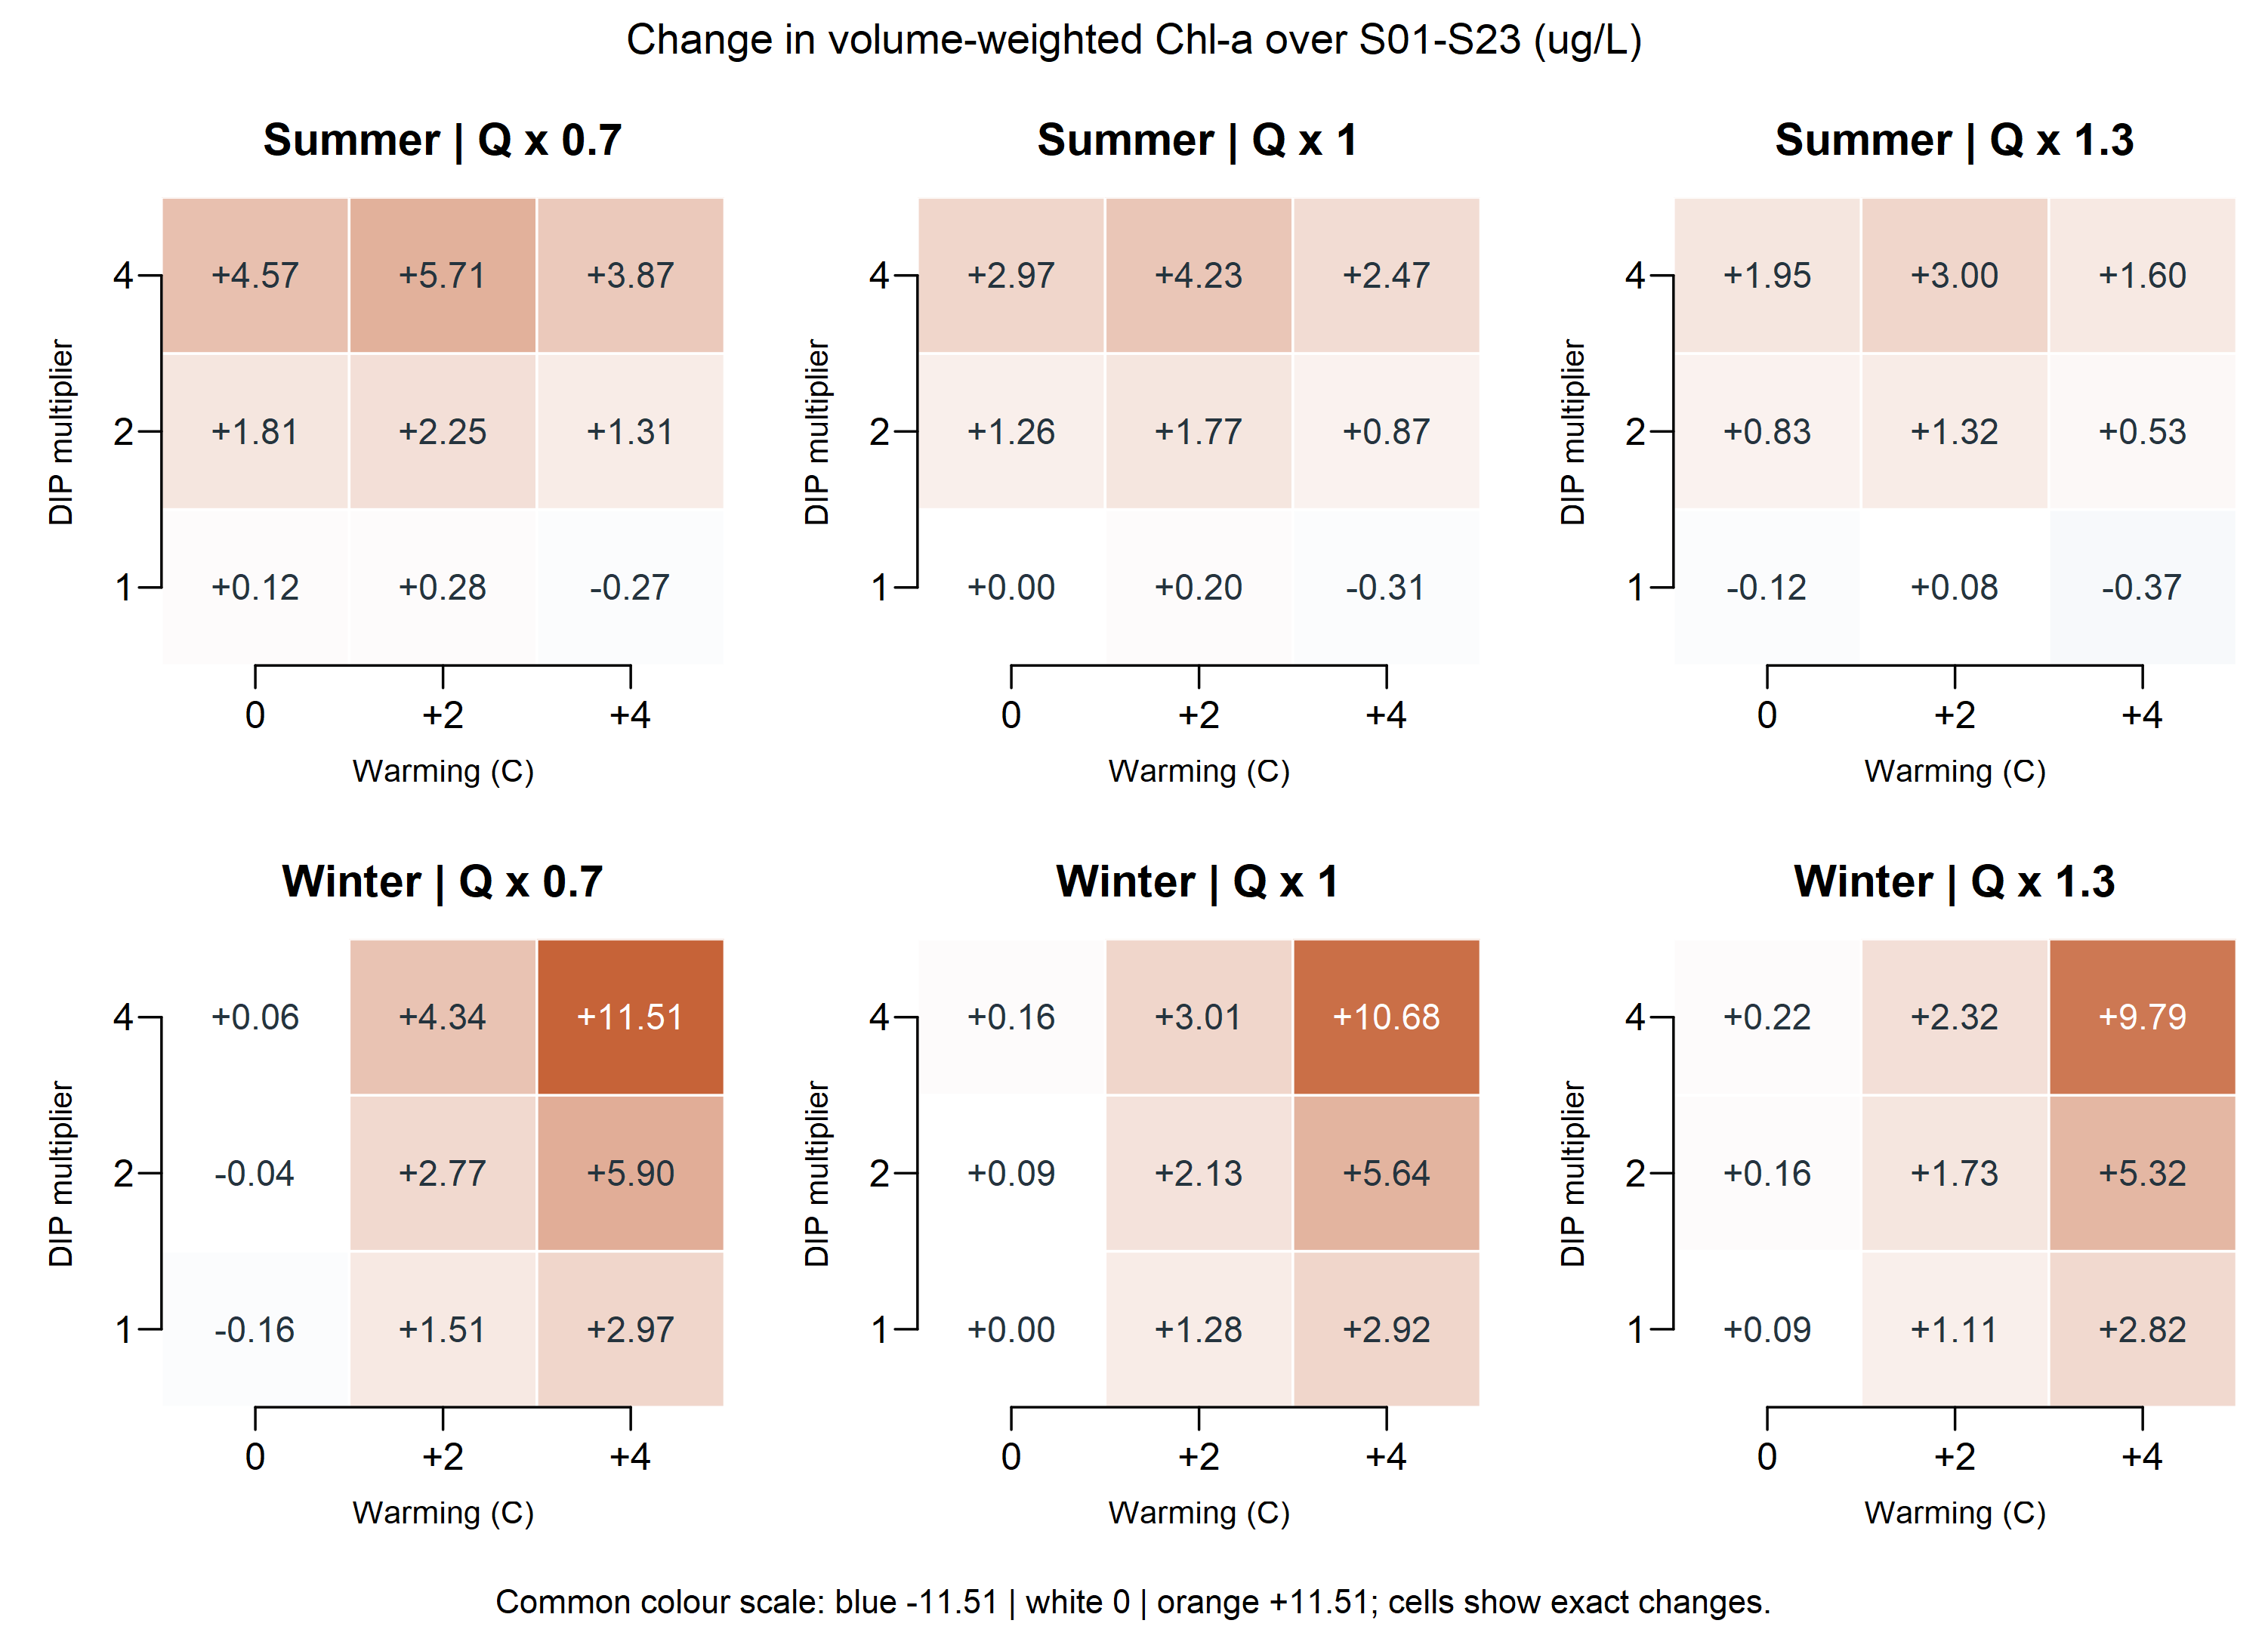 Change in volume-weighted Chl-a over S01-S23 (ug/L)
Summer | Q x 0.7
DIP multiplier
4 +4.57 +5.71 +3.87
2 +1.81 +2.25 +1.31
1 +0.12 +0.28 -0.27
0 +2 +4
Warming (C)
Summer | Q x 1
DIP multiplier
4 +2.97 +4.23 +2.47
2 +1.26 +1.77 +0.87
1 +0.00 +0.20 -0.31
0 +2 +4
Warming (C)
Summer | Q x 1.3
DIP multiplier
4 +1.95 +3.00 +1.60
2 +0.83 +1.32 +0.53
1 -0.12 +0.08 -0.37
0 +2 +4
Warming (C)
Winter | Q x 0.7
DIP multiplier
4 +0.06 +4.34 +11.51
2 -0.04 +2.77 +5.90
1 -0.16 +1.51 +2.97
0 +2 +4
Warming (C)
Winter | Q x 1
DIP multiplier
4 +0.16 +3.01 +10.68
2 +0.09 +2.13 +5.64
1 +0.00 +1.28 +2.92
0 +2 +4
Warming (C)
Winter | Q x 1.3
DIP multiplier
4 +0.22 +2.32 +9.79
2 +0.16 +1.73 +5.32
1 +0.09 +1.11 +2.82
0 +2 +4
Warming (C)
Common colour scale: blue -11.51 | white 0 | orange +11.51; cells show exact changes.